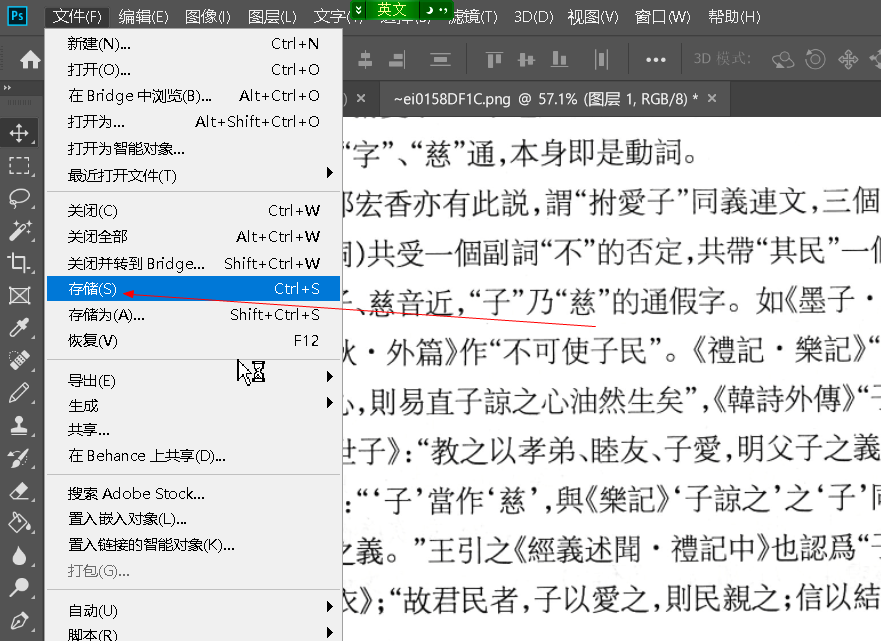 Ps 文件(F) 编辑(E) 图像(I) 图层(L) 文字( 英文 滤镜(T) 3D(D) 视图(V) 窗口(W) 帮助(H)
3D 模式:
~ei0158DF1C.png @ 57.1% (图层 1, RGB/8) * ×
新建(N)... Ctrl+N
打开(O)... Ctrl+O
在 Bridge 中浏览(B)... Alt+Ctrl+O
打开为... Alt+Shift+Ctrl+O
打开为智能对象...
最近打开文件(T)
关闭(C) Ctrl+W
关闭全部 Alt+Ctrl+W
关闭并转到 Bridge... Shift+Ctrl+W
存储(S) Ctrl+S
存储为(A)... Shift+Ctrl+S
恢复(V) F12
导出(E)
生成
共享...
在 Behance 上共享(D)...
搜索 Adobe Stock...
置入嵌入对象(L)...
置入链接的智能对象(K)...
打包(G)...
自动(U)
脚本(R)
“字”、“慈”通,本身即是動詞。
宏香亦有此説,謂“拊愛子”同義連文,三個
)共受一個副詞“不”的否定,共帶“其民”一個
、慈音近,“子”乃“慈”的通假字。如《墨子·
·外篇》作“不可使子民”。《禮記·樂記》“
心,則易直子諒之心油然生矣”,《韓詩外傳》“子
世子》:“教之以孝弟、睦友、子愛,明父子之義
:“‘子’當作‘慈’,與《樂記》‘子諒之’之‘子’同
之義。”王引之《經義述聞·禮記中》也認爲“子
》;“故君民者,子以愛之,則民親之;信以結